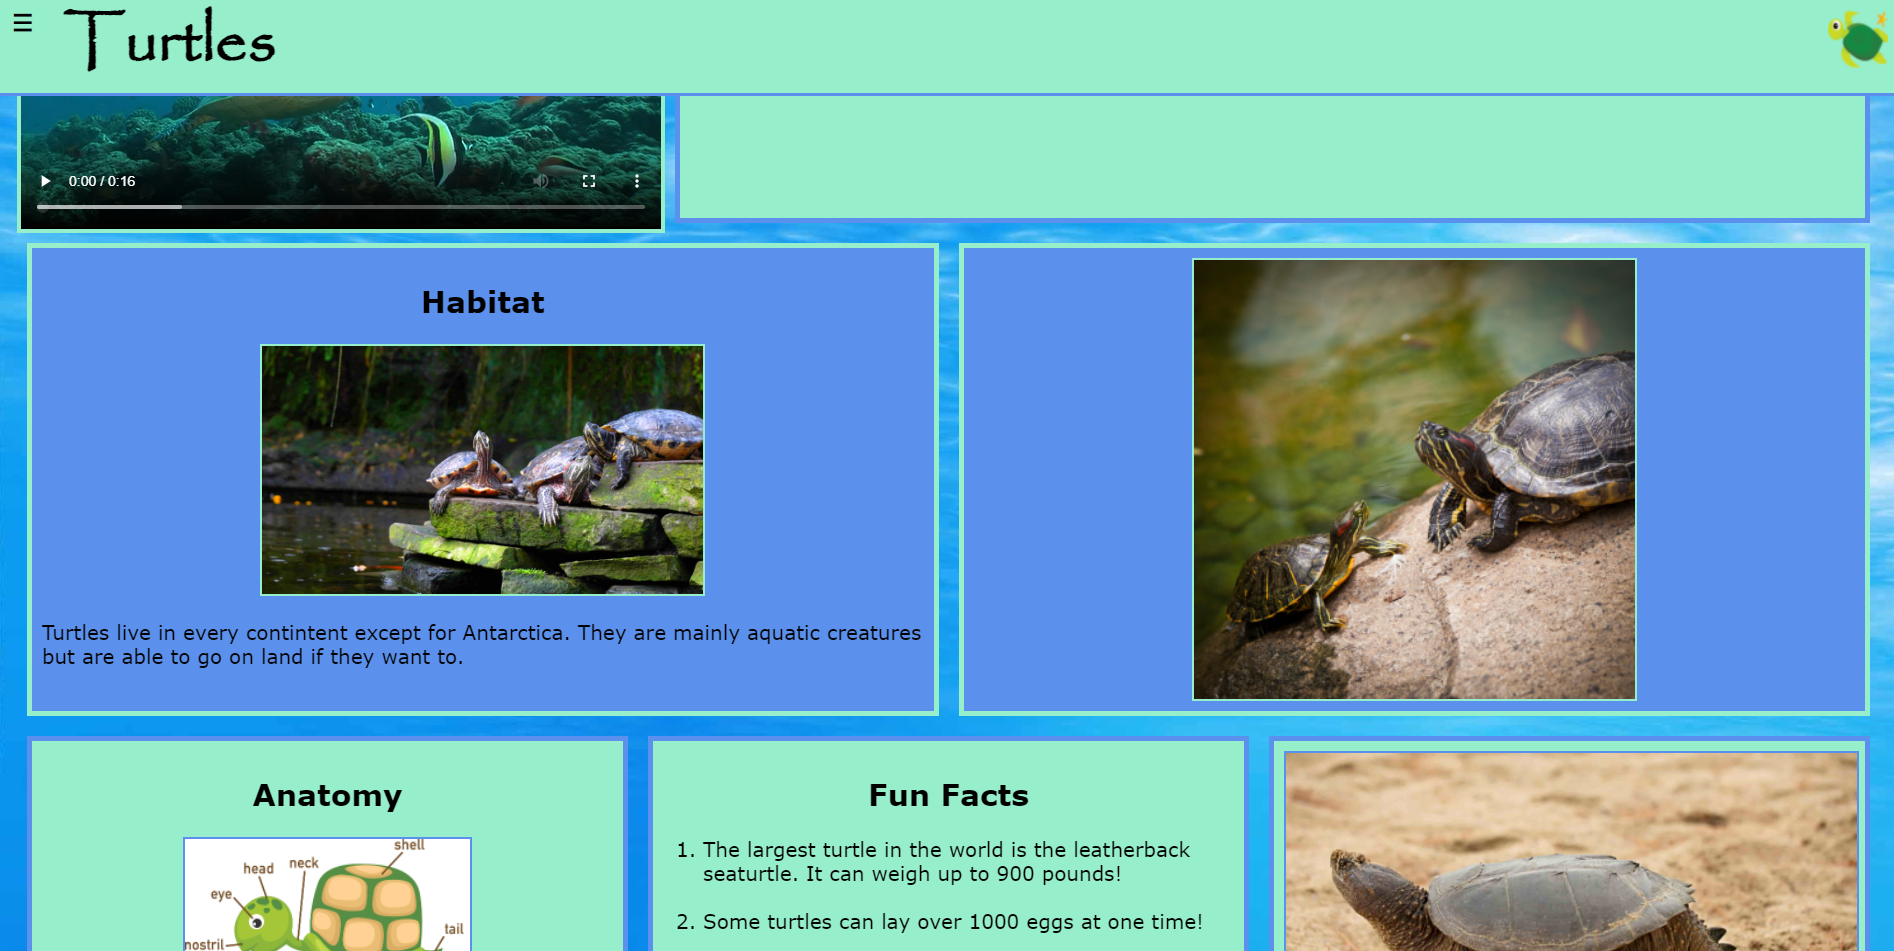 ☰ Turtles
0:00 / 0:16
Habitat
Turtles live in every contintent except for Antarctica. They are mainly aquatic creatures
but are able to go on land if they want to.
Anatomy
shell
neck
head
eye
tail
nostril
Fun Facts
1. The largest turtle in the world is the leatherback
seaturtle. It can weigh up to 900 pounds!
2. Some turtles can lay over 1000 eggs at one time!